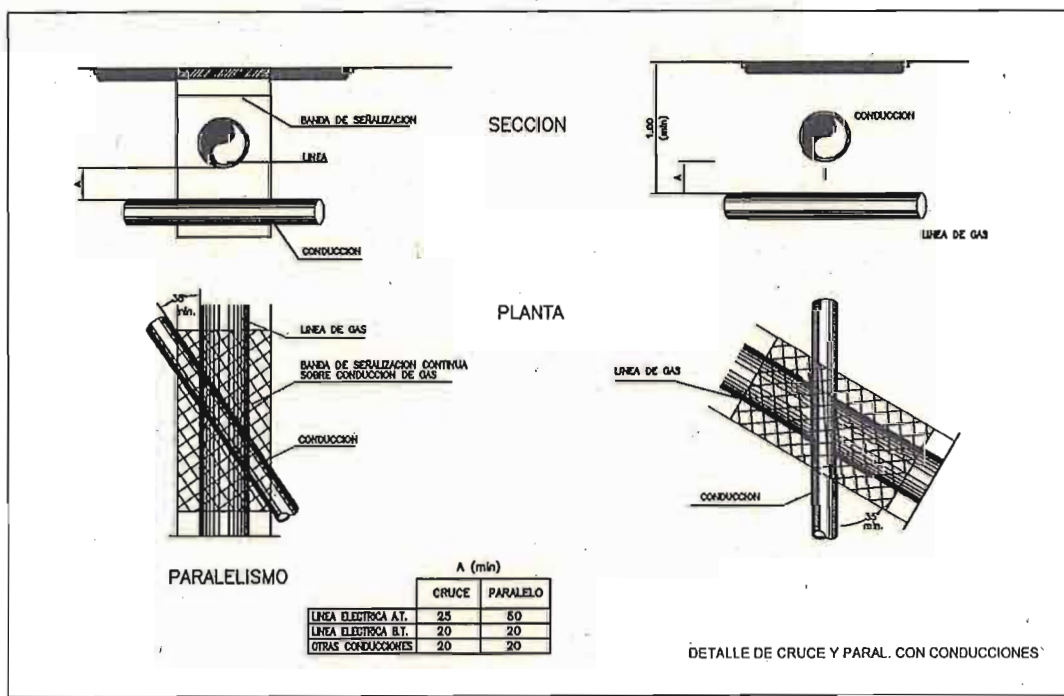 BANDA DE SEÑALIZACION
LINEA
A
CONDUCCION
SECCION
1.00
(min)
A
CONDUCCION
LINEA DE GAS
PLANTA
35°
min.
LINEA DE GAS
BANDA DE SEÑALIZACION CONTINUA
SOBRE CONDUCCION DE GAS
CONDUCCION
LINEA DE GAS
CONDUCCION
35°
min.
PARALELISMO
A (min)
CRUCE PARALELO
LINEA ELECTRICA A.T. 25 50
LINEA ELECTRICA B.T. 20 20
OTRAS CONDUCCIONES 20 20
DETALLE DE CRUCE Y PARAL. CON CONDUCCIONES